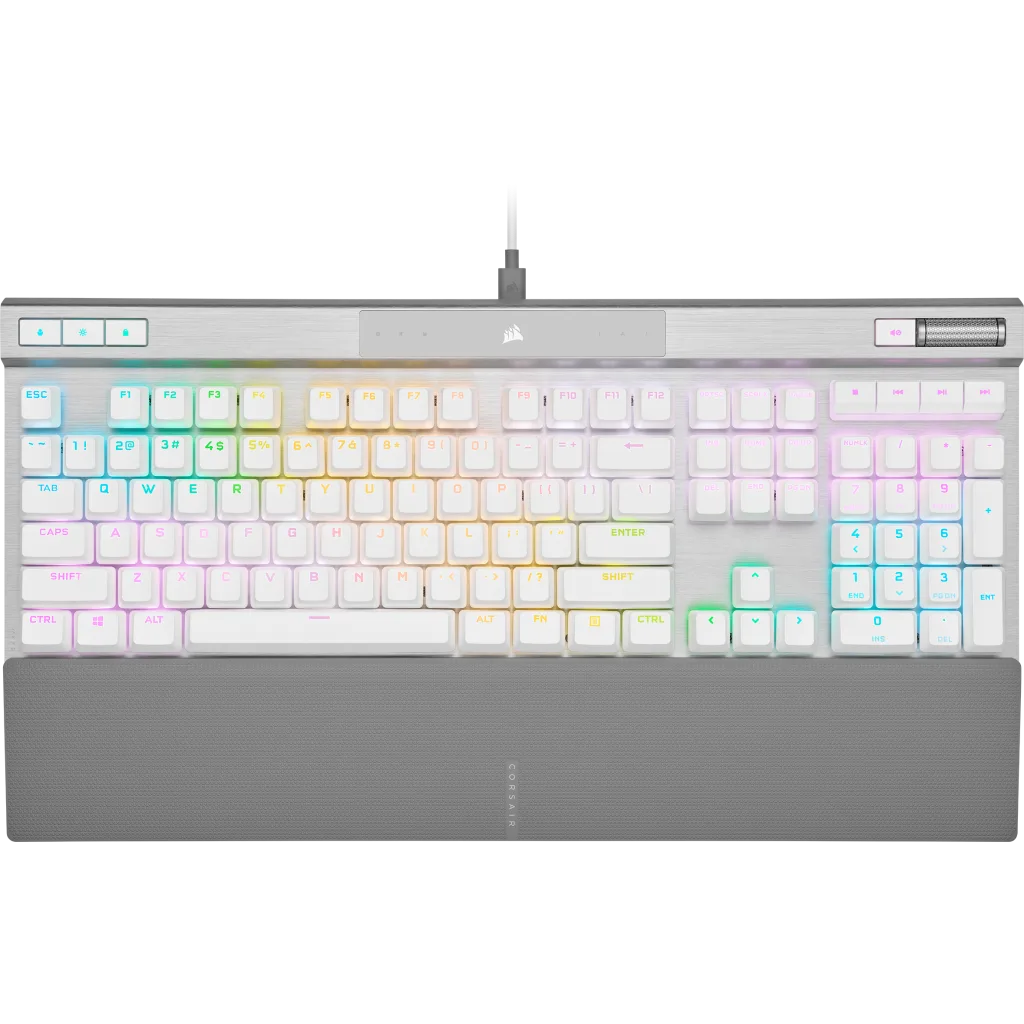 ESC F1 F2 F3 F4 F5 F6 F7 F8 F9 F10 F11 F12
~ ` 1 ! 2 @ 3 # 4 $ 5 % 6 ^ 7 & 8 * 9 ( 0 ) - _ = + NUMLK / * -
TAB Q W E R T Y U I O P [ { ] } \ | 7 8 9 +
CAPS A S D F G H J K L ; : ' " ENTER 4 5 6
SHIFT Z X C V B N M , < . > / ? SHIFT 1 END 2 3 PG DN ENT
CTRL ALT ALT FN CTRL 0 INS . DEL
CORSAIR